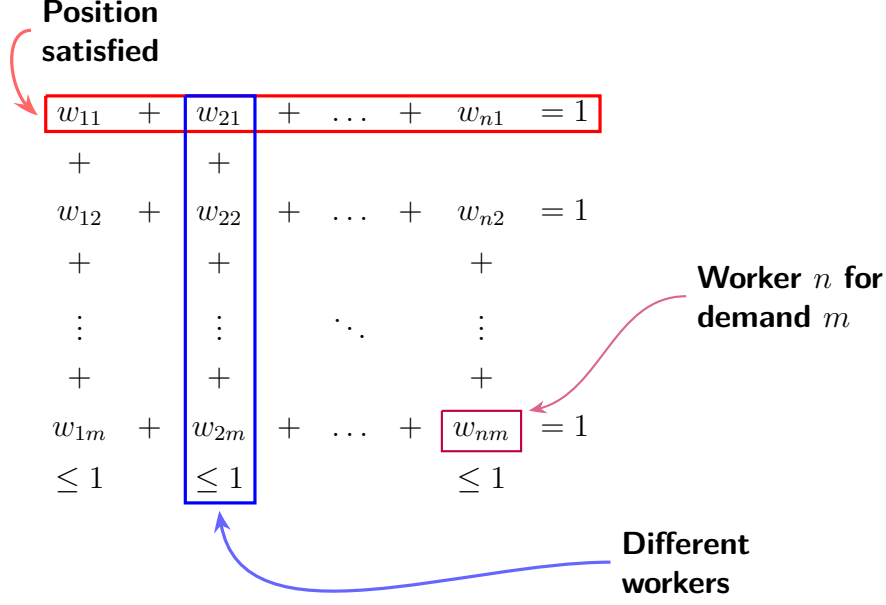 Position
satisfied
w₁₁ + w₂₁ + … + wₙ₁ = 1
+ +
w₁₂ + w₂₂ + … + wₙ₂ = 1
+ + +
⋮ ⋮ ⋱ ⋮
+ + +
w₁ₘ + w₂ₘ + … + wₙₘ = 1
≤ 1 ≤ 1 ≤ 1
Worker n for
demand m
Different
workers